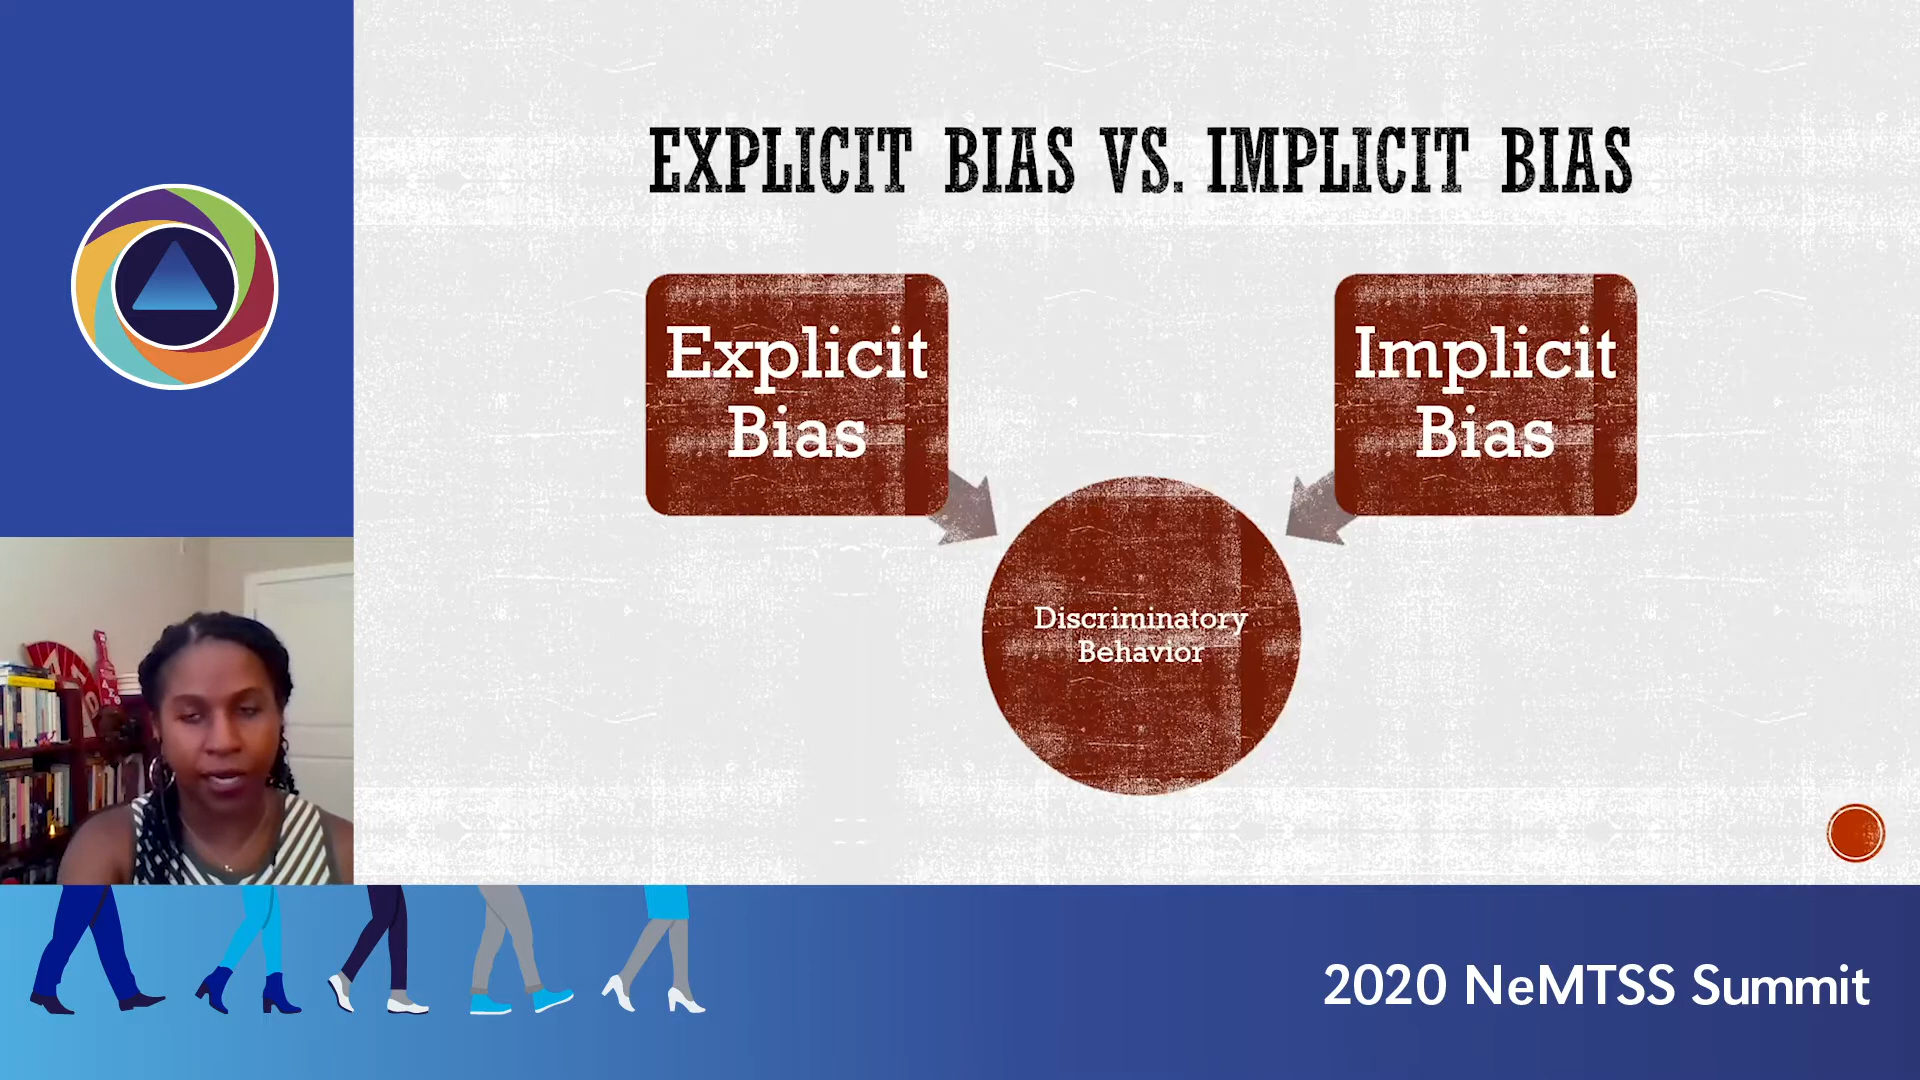 EXPLICIT BIAS VS. IMPLICIT BIAS
Explicit
Bias
Implicit
Bias
Discriminatory
Behavior
2020 NeMTSS Summit